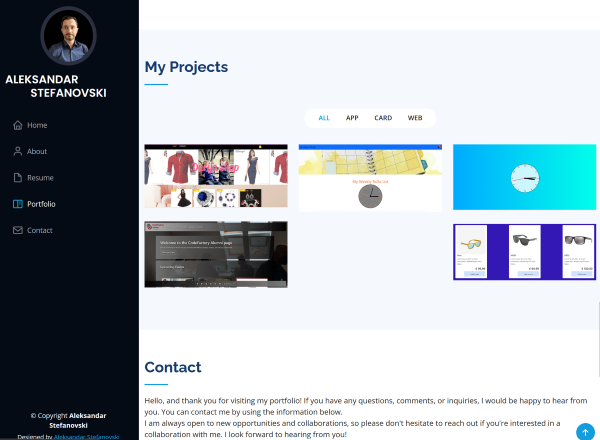 ALEKSANDAR
STEFANOVSKI
Home
About
Resume
Portfolio
Contact
© Copyright Aleksandar
Stefanovski
Designed by Aleksandar Stefanovski
My Projects
ALL
APP
CARD
WEB
My Weekly ToDo List
Welcome to the CodeFactory Alumni page
Contact
Hello, and thank you for visiting my portfolio! If you have any questions, comments, or inquiries, I would be happy to hear from
you. You can contact me by using the information below.
I am always open to new opportunities and collaborations, so please don't hesitate to reach out if you're interested in a
collaboration with me. I look forward to hearing from you!